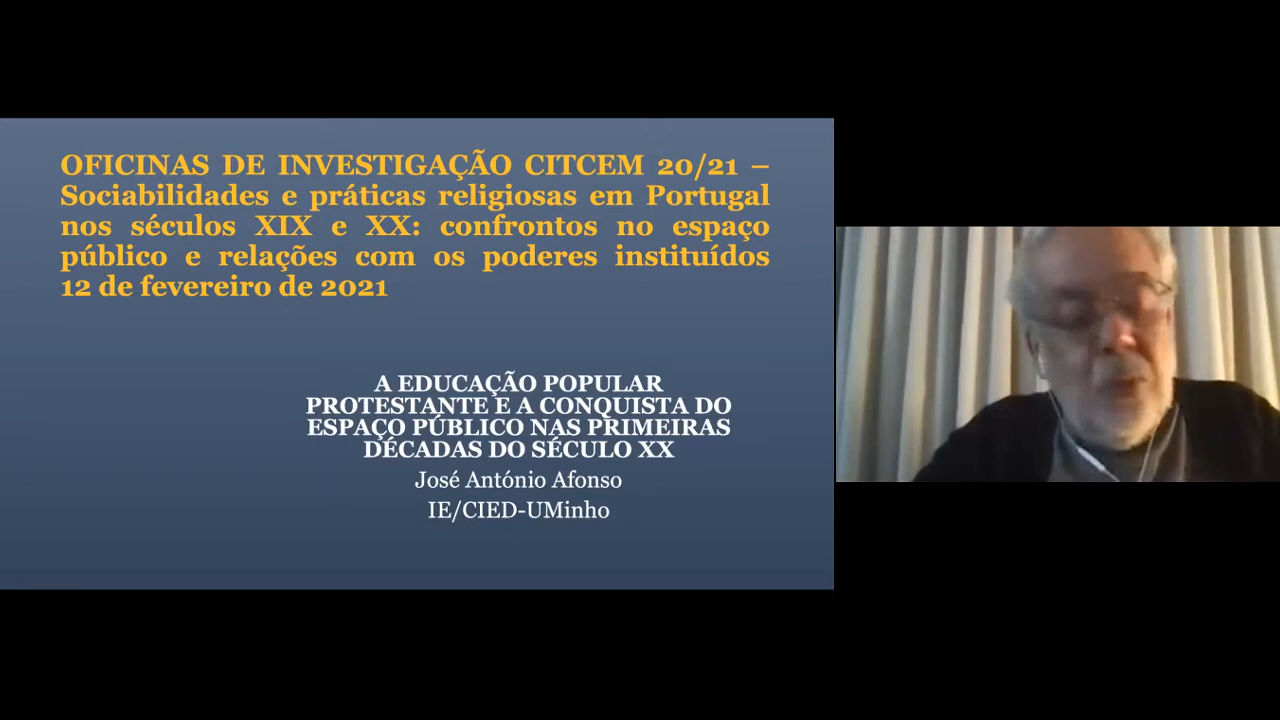 OFICINAS DE INVESTIGAÇÃO CITCEM 20/21 –
Sociabilidades e práticas religiosas em Portugal
nos séculos XIX e XX: confrontos no espaço
público e relações com os poderes instituídos
12 de fevereiro de 2021
A EDUCAÇÃO POPULAR
PROTESTANTE E A CONQUISTA DO
ESPAÇO PÚBLICO NAS PRIMEIRAS
DÉCADAS DO SÉCULO XX
José António Afonso
IE/CIED-UMinho